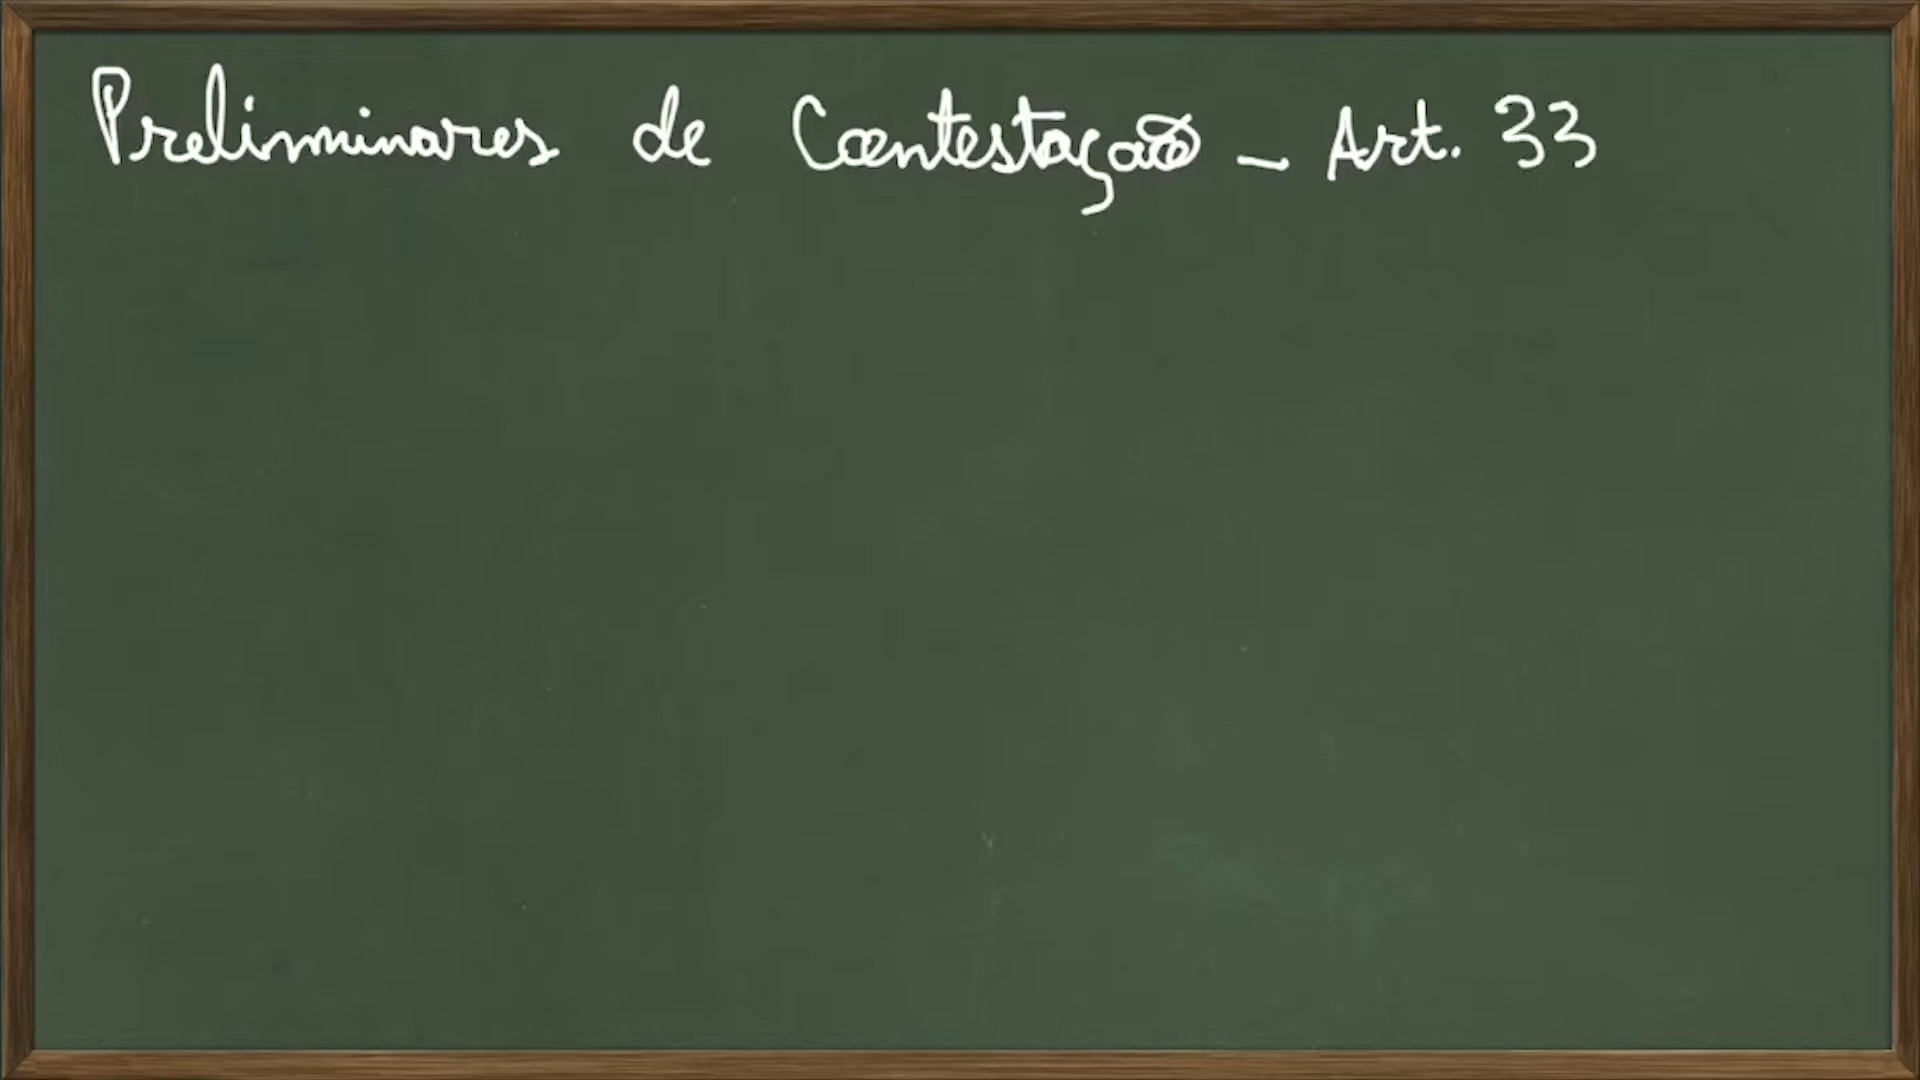 Preliminares de Contestação - Art. 33